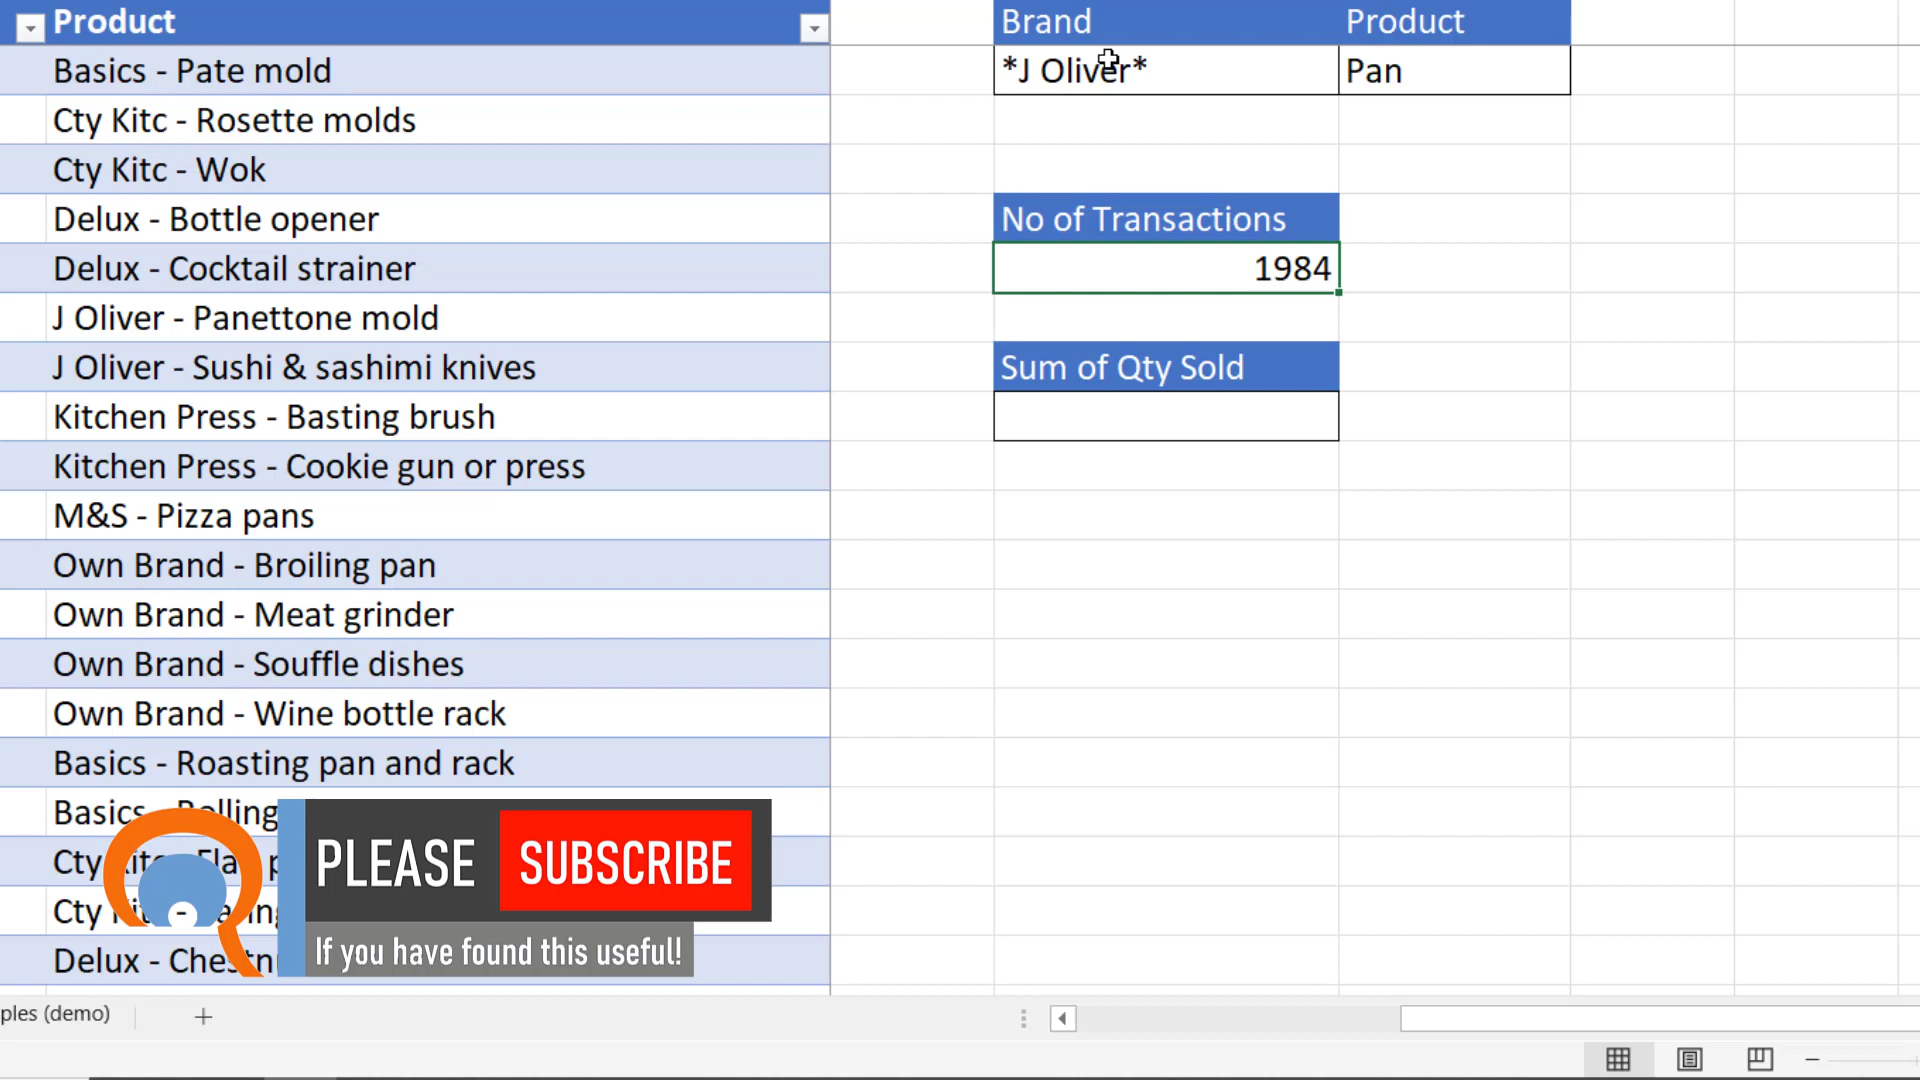 Product
Basics - Pate mold
Cty Kitc - Rosette molds
Cty Kitc - Wok
Delux - Bottle opener
Delux - Cocktail strainer
J Oliver - Panettone mold
J Oliver - Sushi & sashimi knives
Kitchen Press - Basting brush
Kitchen Press - Cookie gun or press
M&S - Pizza pans
Own Brand - Broiling pan
Own Brand - Meat grinder
Own Brand - Souffle dishes
Own Brand - Wine bottle rack
Basics - Roasting pan and rack
Basics
Cty
Cty
Delux -
Brand Product
*J Oliver* Pan
No of Transactions
1984
Sum of Qty Sold
PLEASE SUBSCRIBE
If you have found this useful!
ples (demo)